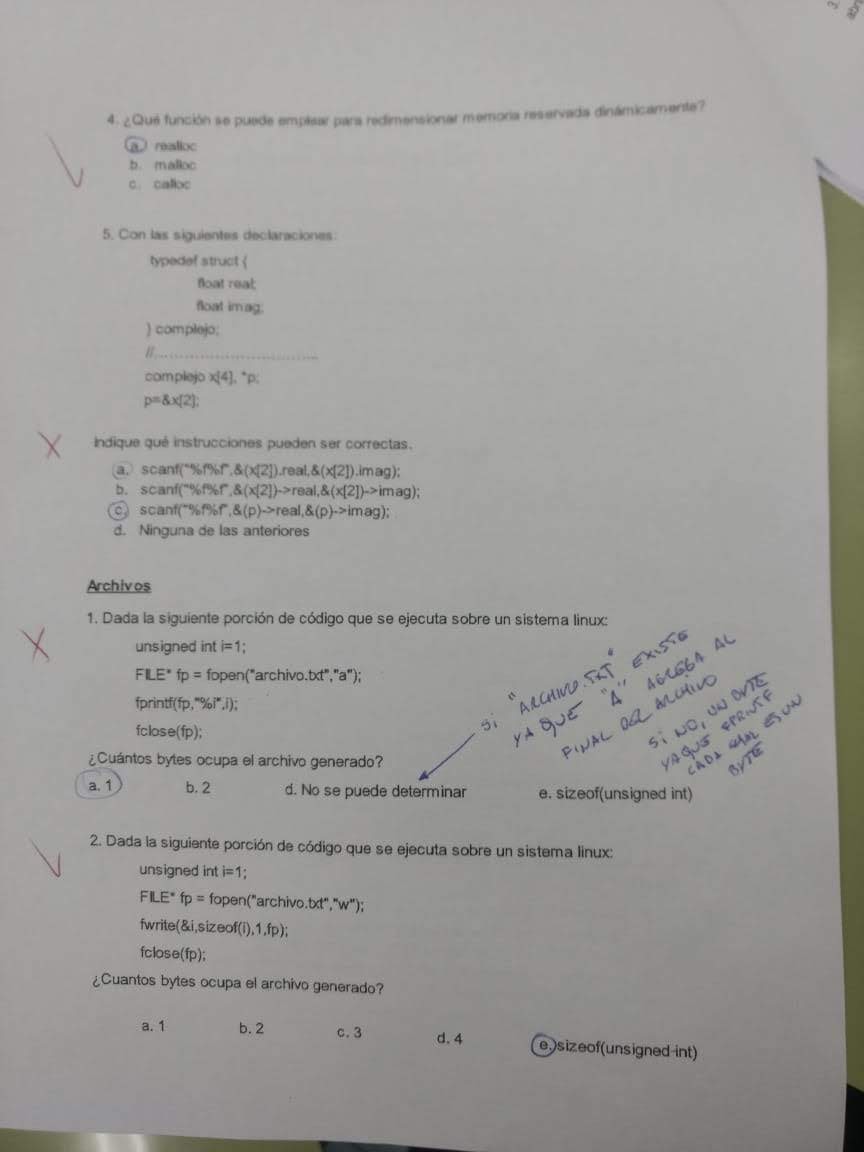 4. ¿Qué función se puede emplear para redimensionar memoria reservada dinámicamente?
a. realloc
b. malloc
c. calloc
5. Con las siguientes declaraciones:
typedef struct {
float real;
float imag;
} complejo;
//..............................
complejo x[4], *p;
p=&x[2];
Indique qué instrucciones pueden ser correctas.
a. scanf("%f%f",&(x[2]).real,&(x[2]).imag);
b. scanf("%f%f",&(x[2])->real,&(x[2])->imag);
c. scanf("%f%f",&(p)->real,&(p)->imag);
d. Ninguna de las anteriores
Archivos
1. Dada la siguiente porción de código que se ejecuta sobre un sistema linux:
unsigned int i=1;
FILE* fp = fopen("archivo.txt","a");
fprintf(fp,"%i",i);
fclose(fp);
Si "ARCHIVO.TXT" EXISTE
YA QUE "A" AGREGA AL
FINAL DEL ARCHIVO
Si NO, UN BYTE
YA QUE FPRINTF
CADA CHAR ES UN
BYTE
¿Cuántos bytes ocupa el archivo generado?
a. 1 b. 2 d. No se puede determinar e. sizeof(unsigned int)
2. Dada la siguiente porción de código que se ejecuta sobre un sistema linux:
unsigned int i=1;
FILE* fp = fopen("archivo.txt","w");
fwrite(&i,sizeof(i),1,fp);
fclose(fp);
¿Cuantos bytes ocupa el archivo generado?
a. 1 b. 2 c. 3 d. 4 e. sizeof(unsigned int)